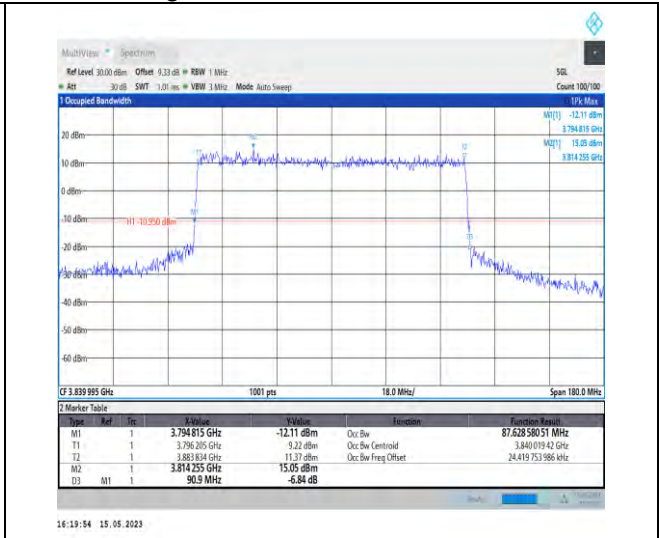 MultiView Spectrum
Ref Level 30.00 dBm Offset 9.33 dB RBW 1 MHz SGL
Att 30 dB SWT 1.01 ms VBW 3 MHz Mode Auto Sweep Count 100/100
1 Occupied Bandwidth 1Pk Max
M1[1] -12.11 dBm
3.794 815 GHz
M2[1] 15.05 dBm
3.814 255 GHz
20 dBm
10 dBm
0 dBm
-10 dBm
H1 -10.950 dBm
-20 dBm
-30 dBm
-40 dBm
-50 dBm
-60 dBm
CF 3.839 995 GHz 1001 pts 18.0 MHz/ Span 180.0 MHz
2 Marker Table
Type Ref Trc X-Value Y-Value Function Function Result
M1 1 3.794 815 GHz -12.11 dBm Occ Bw 87.628 580 51 MHz
T1 1 3.796 205 GHz 9.22 dBm Occ Bw Centroid 3.840 019 42 GHz
T2 1 3.883 834 GHz 11.37 dBm Occ Bw Freq Offset 24.419 753 986 kHz
M2 1 3.814 255 GHz 15.05 dBm
D3 M1 1 90.9 MHz -6.84 dB
16:19:54 15.05.2023